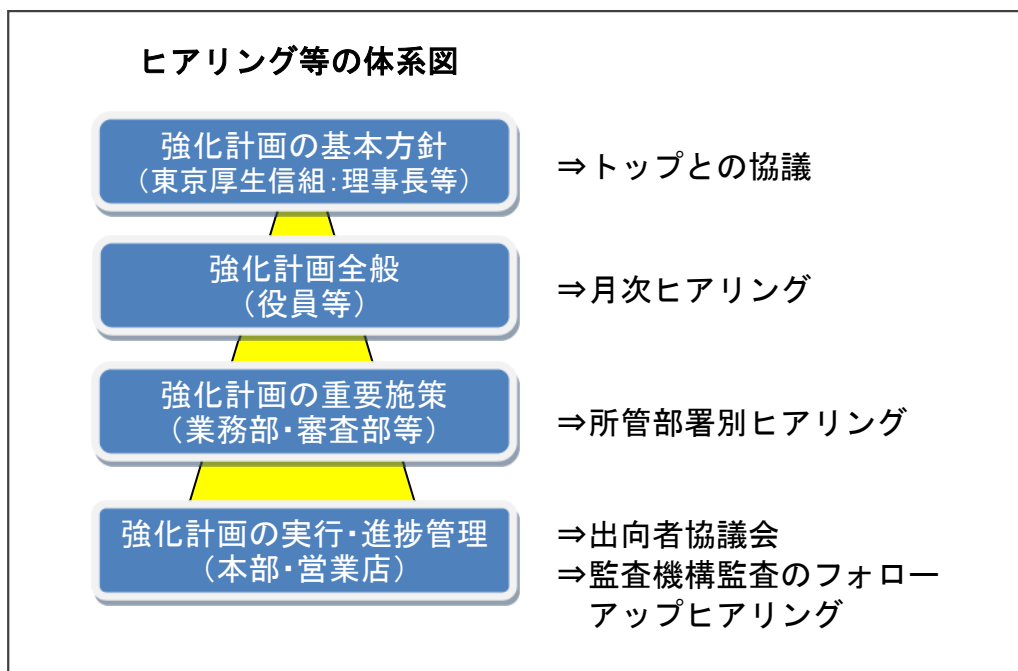 ヒアリング等の体系図
強化計画の基本方針
（東京厚生信組：理事長等）
⇒トップとの協議
強化計画全般
（役員等）
⇒月次ヒアリング
強化計画の重要施策
（業務部・審査部等）
⇒所管部署別ヒアリング
強化計画の実行・進捗管理
（本部・営業店）
⇒出向者協議会
⇒監査機構監査のフォロー
アップヒアリング